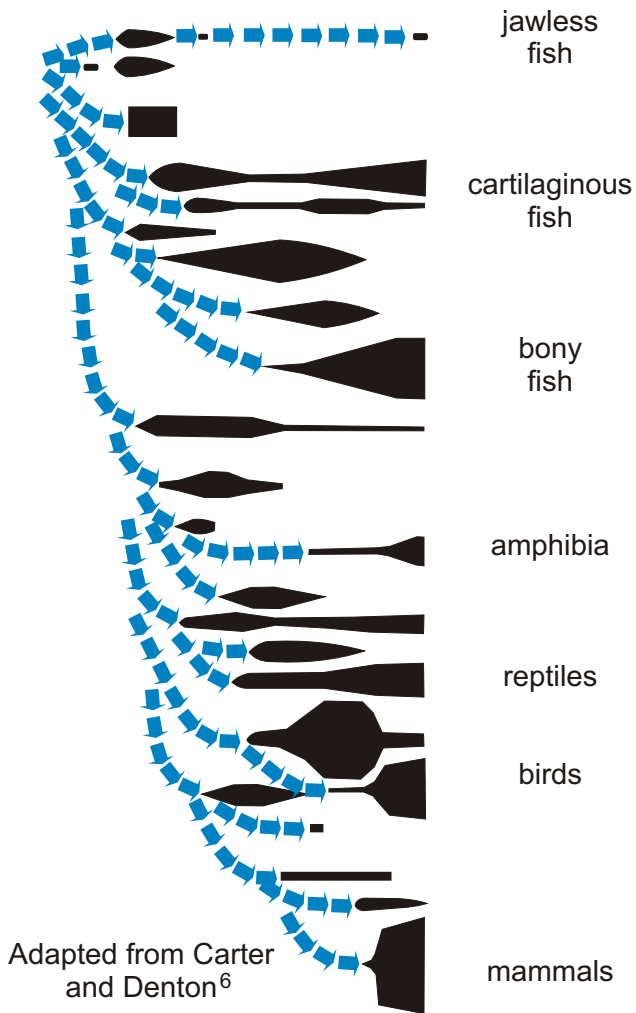 jawless
fish
cartilaginous
fish
bony
fish
amphibia
reptiles
birds
mammals
Adapted from Carter
and Denton⁶